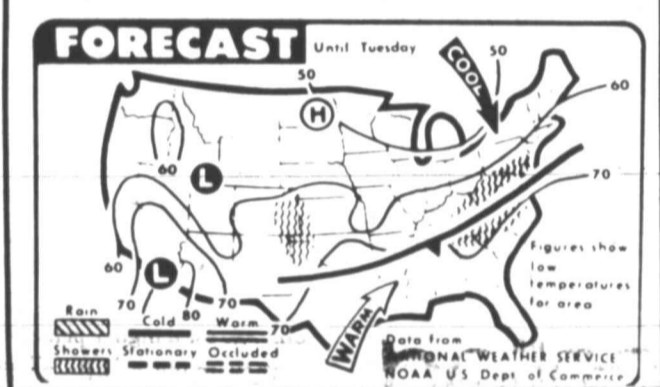 FORECAST Until Tuesday
COOL
50
50
60
H
60
L
70
60
L
70
80
70
70
WARM
Figures show
low
temperatures
for area
Rain Cold Warm
Showers Stationary Occluded
Data from
NATIONAL WEATHER SERVICE
NOAA US Dept of Commerce